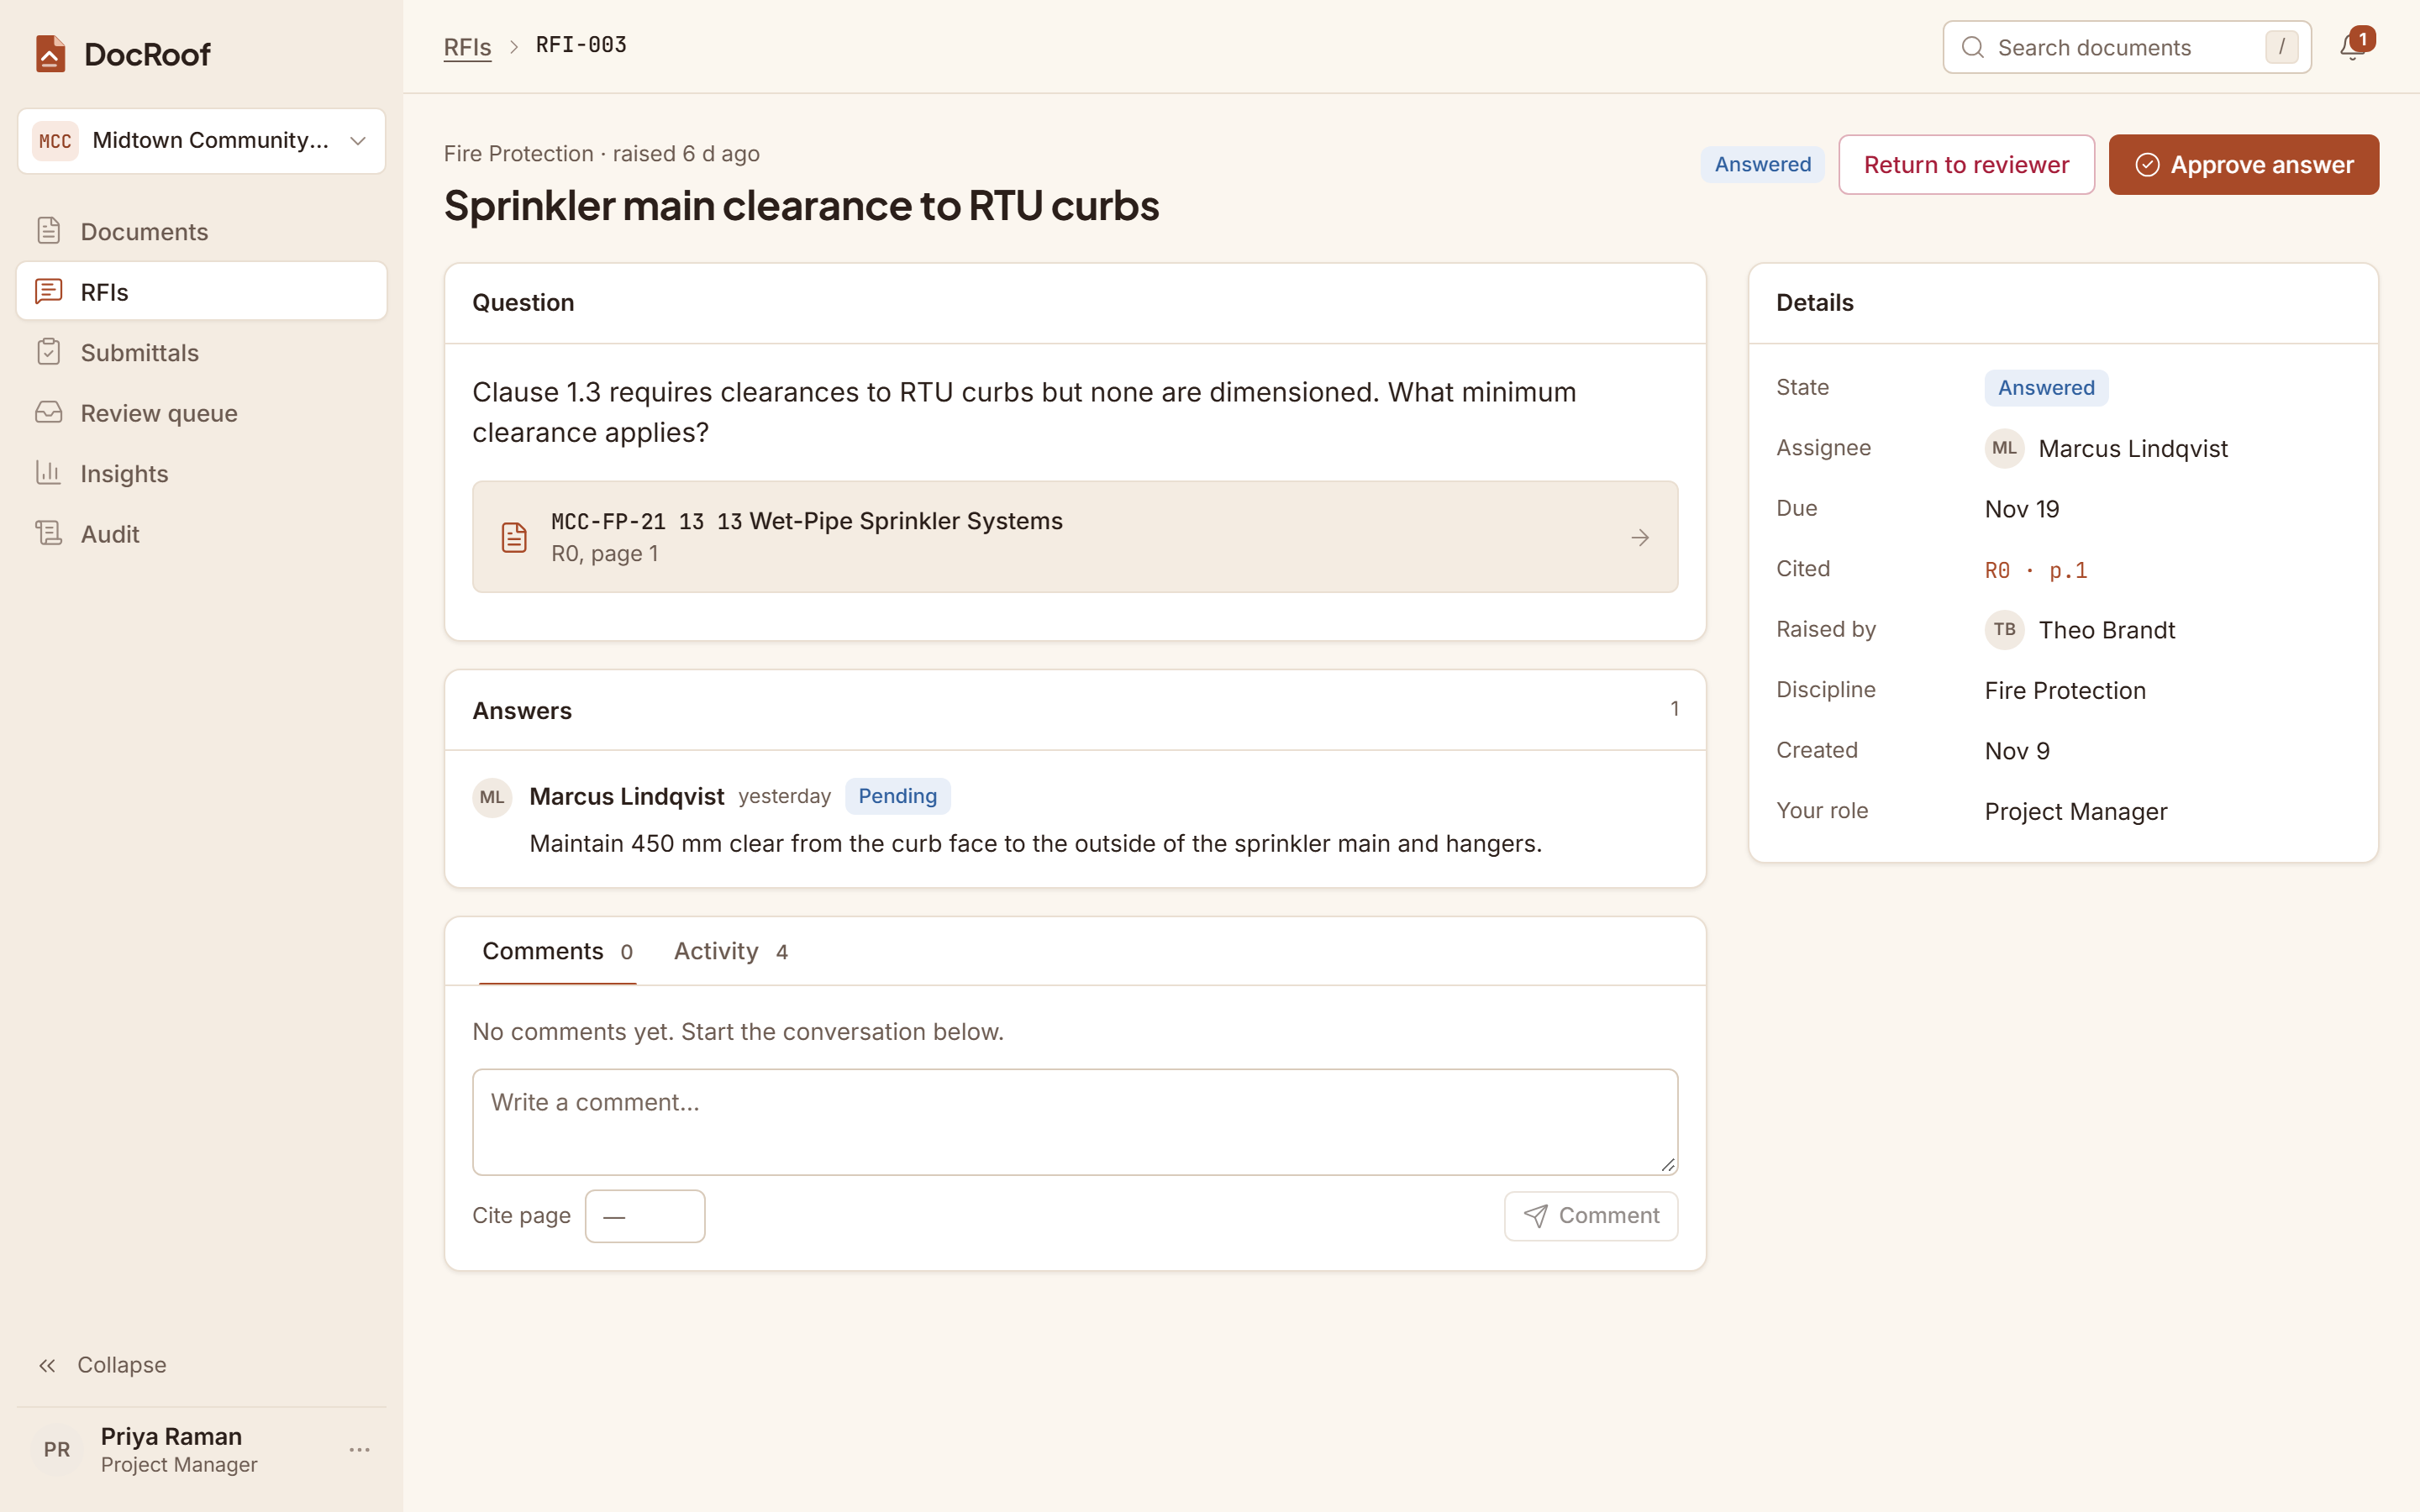 DocRoof
MCC Midtown Community...
Documents
RFIs
Submittals
Review queue
Insights
Audit
Collapse
PR
Priya Raman
Project Manager
RFIs RFI-003
Search documents /
1
Fire Protection · raised 6 d ago
Sprinkler main clearance to RTU curbs
Answered
Return to reviewer
Approve answer
Question
Clause 1.3 requires clearances to RTU curbs but none are dimensioned. What minimum
clearance applies?
MCC-FP-21 13 13 Wet-Pipe Sprinkler Systems
R0, page 1
Answers 1
ML Marcus Lindqvist yesterday Pending
Maintain 450 mm clear from the curb face to the outside of the sprinkler main and hangers.
Comments 0 Activity 4
No comments yet. Start the conversation below.
Write a comment...
Cite page —
Comment
Details
State Answered
Assignee ML Marcus Lindqvist
Due Nov 19
Cited R0 · p.1
Raised by TB Theo Brandt
Discipline Fire Protection
Created Nov 9
Your role Project Manager